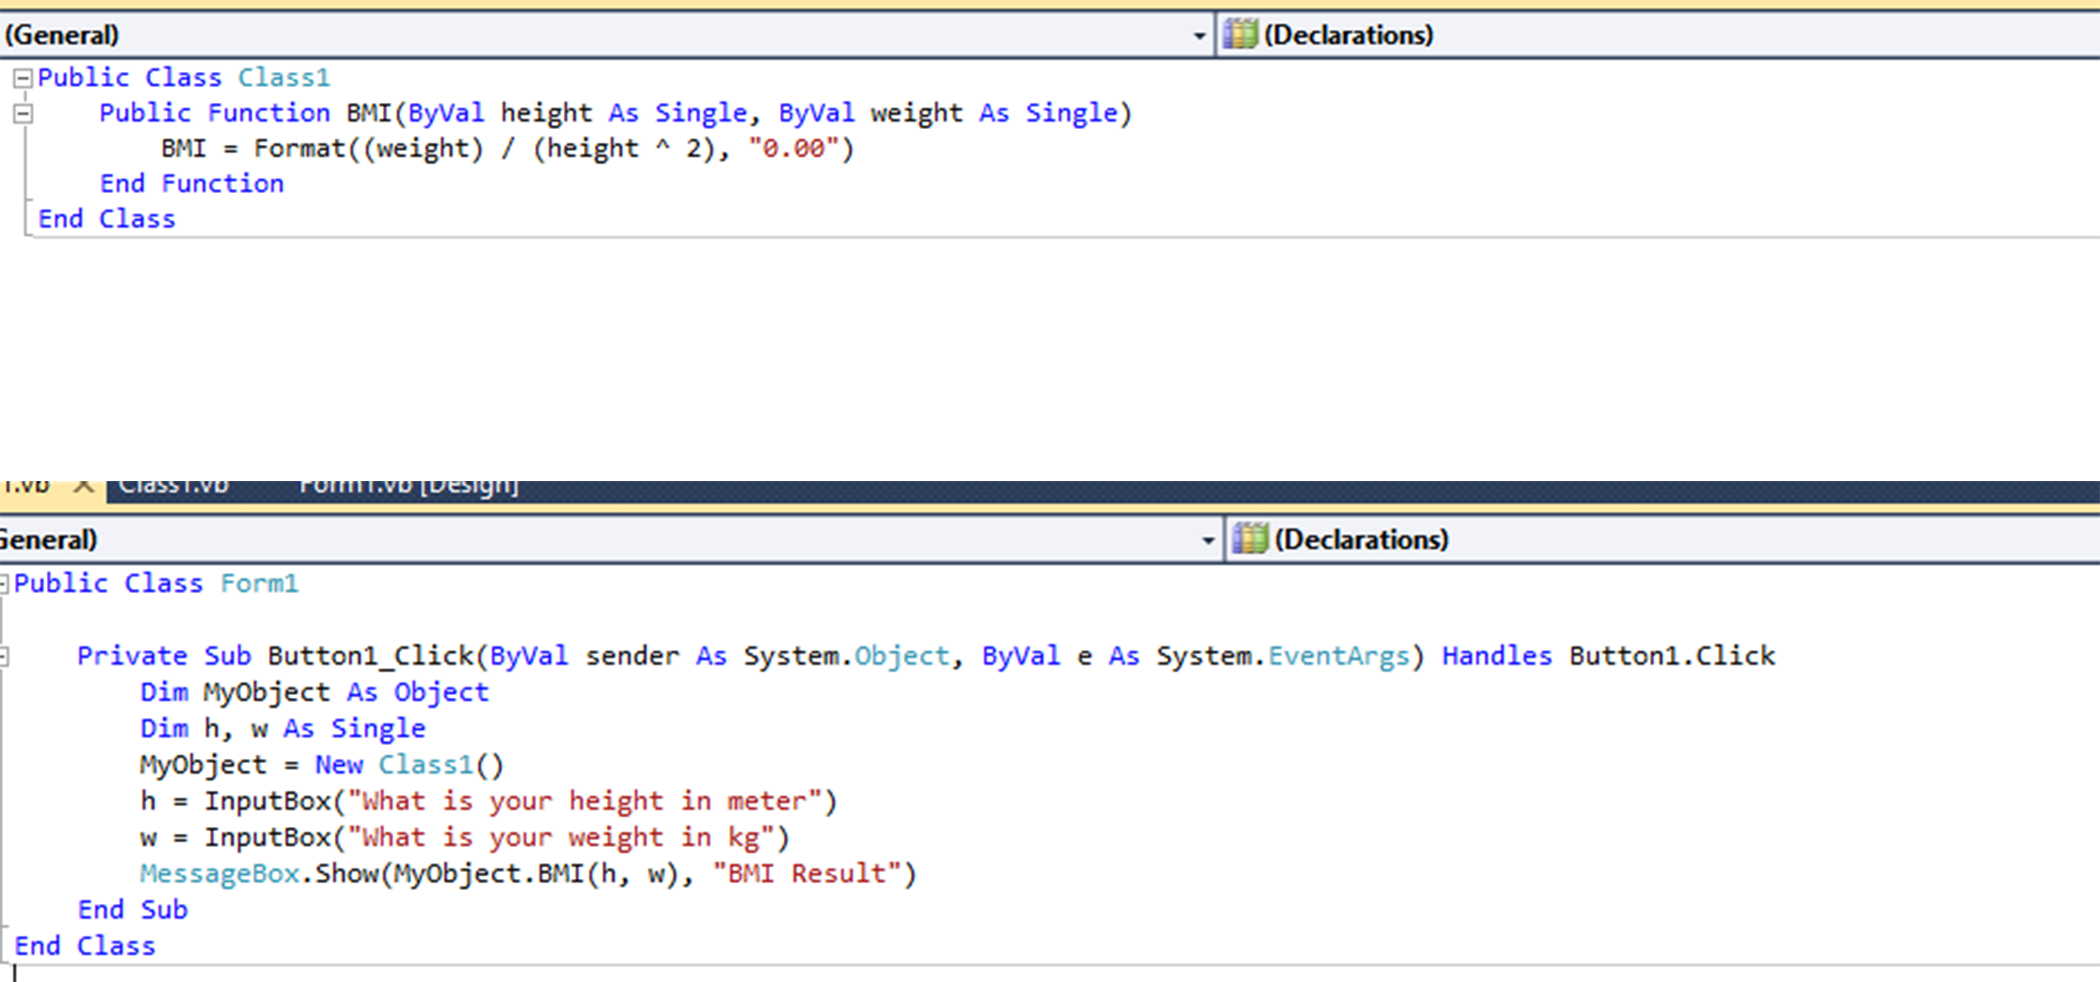 (General) (Declarations)
Public Class Class1
Public Function BMI(ByVal height As Single, ByVal weight As Single)
BMI = Format((weight) / (height ^ 2), "0.00")
End Function
End Class
1.vb Class1.vb Form1.vb [Design]
General) (Declarations)
Public Class Form1
Private Sub Button1_Click(ByVal sender As System.Object, ByVal e As System.EventArgs) Handles Button1.Click
Dim MyObject As Object
Dim h, w As Single
MyObject = New Class1()
h = InputBox("What is your height in meter")
w = InputBox("What is your weight in kg")
MessageBox.Show(MyObject.BMI(h, w), "BMI Result")
End Sub
End Class